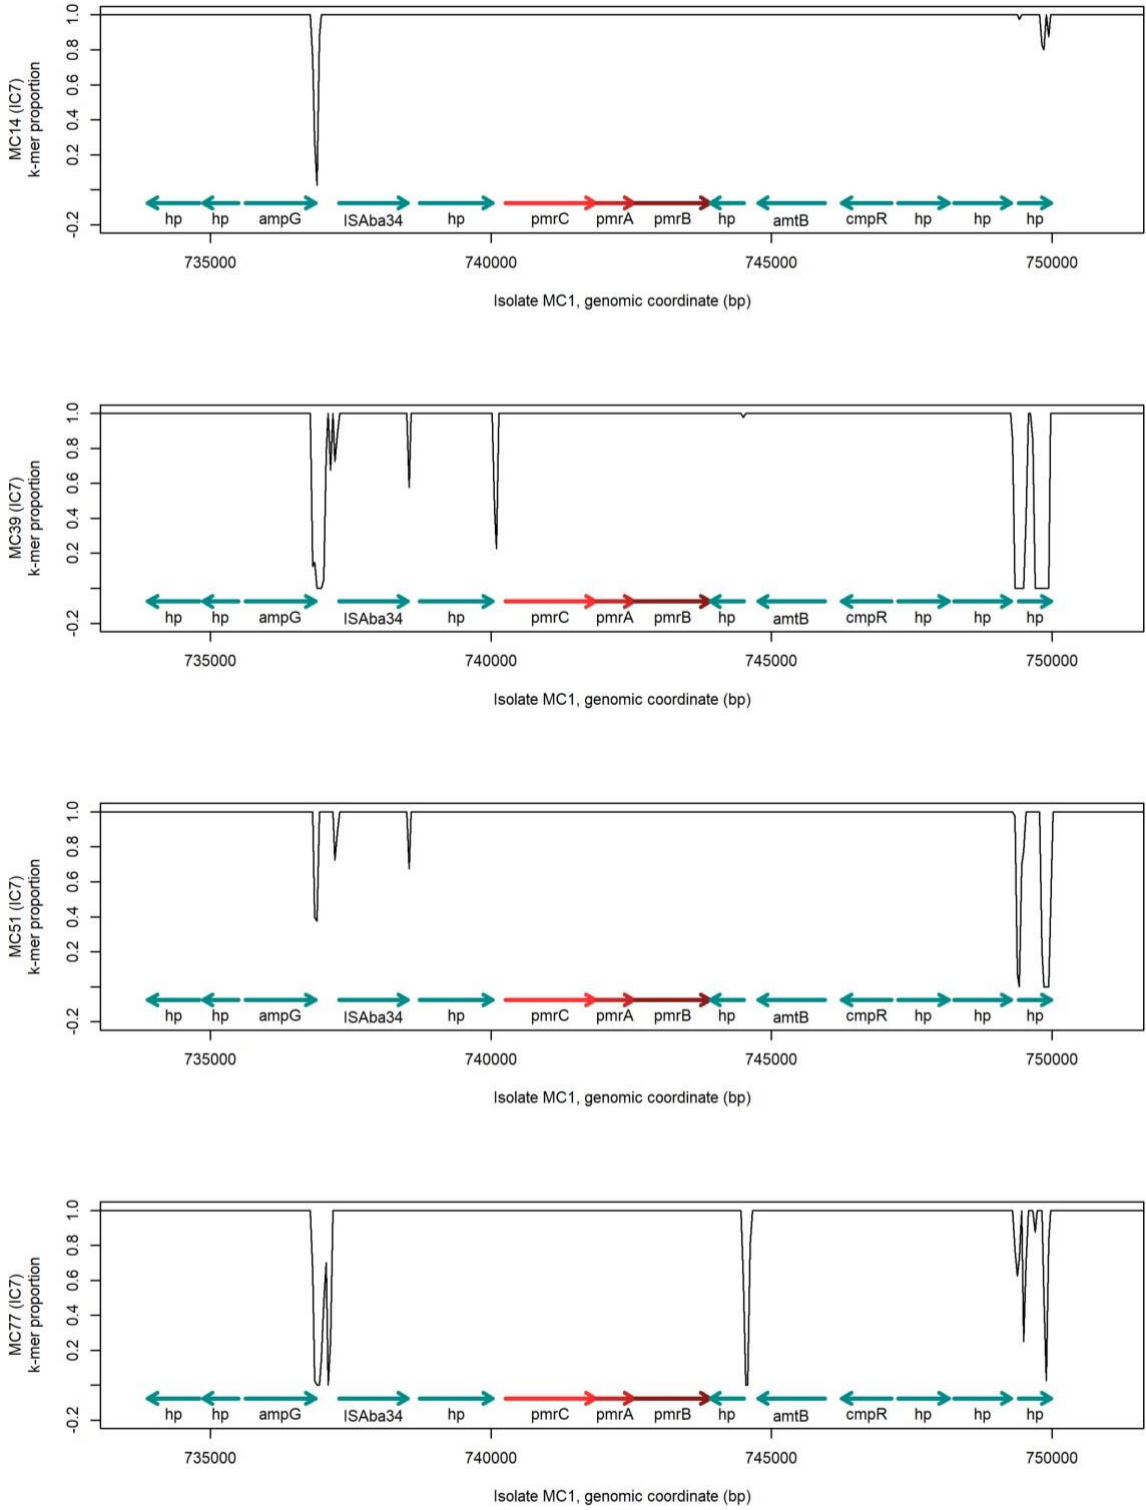 MC14 (IC7)
k-mer proportion
1.0
0.8
0.6
0.4
0.2
-0.2
hp hp ampG ISAba34 hp pmrC pmrA pmrB hp amtB cmpR hp hp hp
735000 740000 745000 750000
Isolate MC1, genomic coordinate (bp)
MC39 (IC7)
k-mer proportion
1.0
0.8
0.6
0.4
0.2
-0.2
hp hp ampG ISAba34 hp pmrC pmrA pmrB hp amtB cmpR hp hp hp
735000 740000 745000 750000
Isolate MC1, genomic coordinate (bp)
MC51 (IC7)
k-mer proportion
1.0
0.8
0.6
0.4
0.2
-0.2
hp hp ampG ISAba34 hp pmrC pmrA pmrB hp amtB cmpR hp hp hp
735000 740000 745000 750000
Isolate MC1, genomic coordinate (bp)
MC77 (IC7)
k-mer proportion
1.0
0.8
0.6
0.4
0.2
-0.2
hp hp ampG ISAba34 hp pmrC pmrA pmrB hp amtB cmpR hp hp hp
735000 740000 745000 750000
Isolate MC1, genomic coordinate (bp)